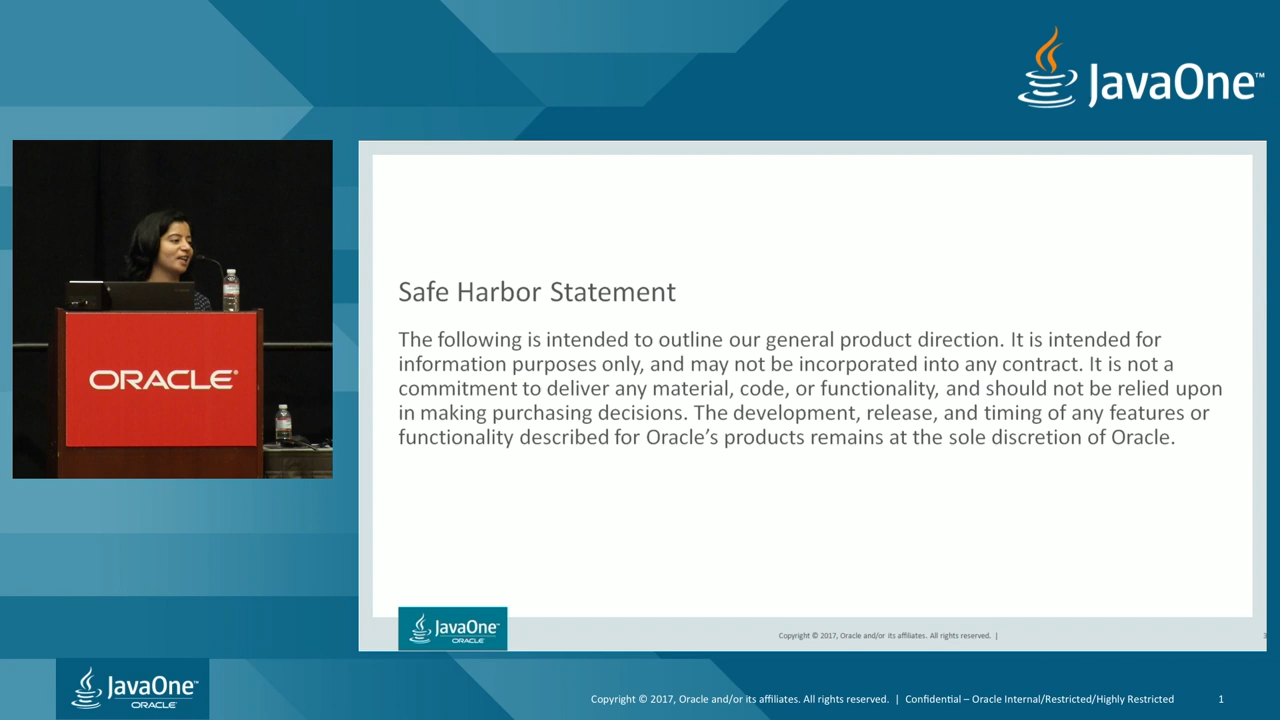 JavaOne™
ORACLE®
Safe Harbor Statement
The following is intended to outline our general product direction. It is intended for
information purposes only, and may not be incorporated into any contract. It is not a
commitment to deliver any material, code, or functionality, and should not be relied upon
in making purchasing decisions. The development, release, and timing of any features or
functionality described for Oracle’s products remains at the sole discretion of Oracle.
JavaOne™
ORACLE®
Copyright © 2017, Oracle and/or its affiliates. All rights reserved. |
3
JavaOne™
ORACLE®
Copyright © 2017, Oracle and/or its affiliates. All rights reserved. | Confidential – Oracle Internal/Restricted/Highly Restricted
1